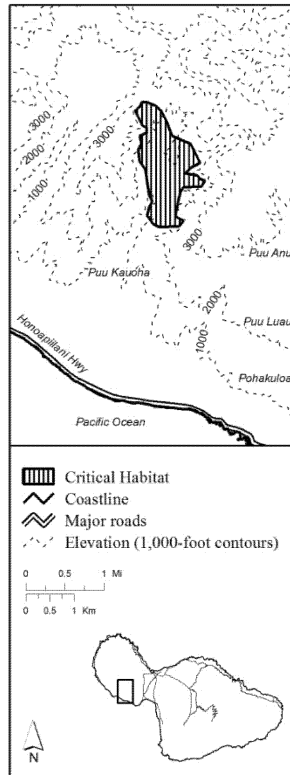 3000
3000
2000
1000
3000
Puu Anu
Puu Kauoha
2000
Puu Luau
1000
Honoapiilani Hwy
Pohakuloa
Pacific Ocean
Critical Habitat
Coastline
Major roads
Elevation (1,000-foot contours)
0 0.5 1 Mi
0 0.5 1 Km
N